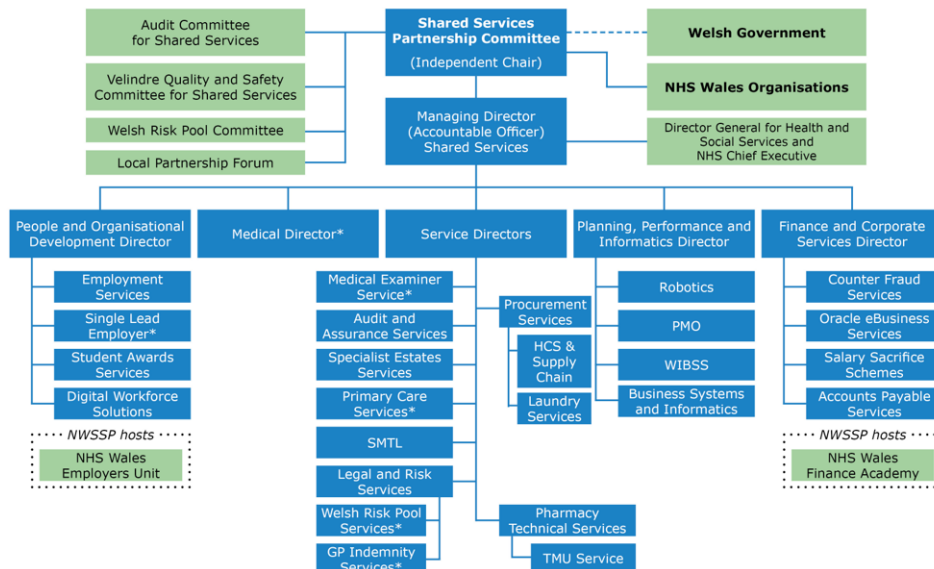 Audit Committee
for Shared Services
Shared Services
Partnership Committee
(Independent Chair)
Welsh Government
Velindre Quality and Safety
Committee for Shared Services
NHS Wales Organisations
Welsh Risk Pool Committee
Managing Director
(Accountable Officer)
Shared Services
Director General for Health and
Social Services and
NHS Chief Executive
Local Partnership Forum
People and Organisational
Development Director
Medical Director*
Service Directors
Planning, Performance and
Informatics Director
Finance and Corporate
Services Director
Employment
Services
Single Lead
Employer*
Student Awards
Services
Digital Workforce
Solutions
NWSSP hosts
NHS Wales
Employers Unit
Medical Examiner
Service*
Audit and
Assurance Services
Specialist Estates
Services
Primary Care
Services*
SMTL
Legal and Risk
Services
Welsh Risk Pool
Services*
GP Indemnity
Services*
Procurement
Services
HCS &
Supply
Chain
Laundry
Services
Pharmacy
Technical Services
TMU Service
Robotics
PMO
WIBSS
Business Systems
and Informatics
Counter Fraud
Services
Oracle eBusiness
Services
Salary Sacrifice
Schemes
Accounts Payable
Services
NWSSP hosts
NHS Wales
Finance Academy